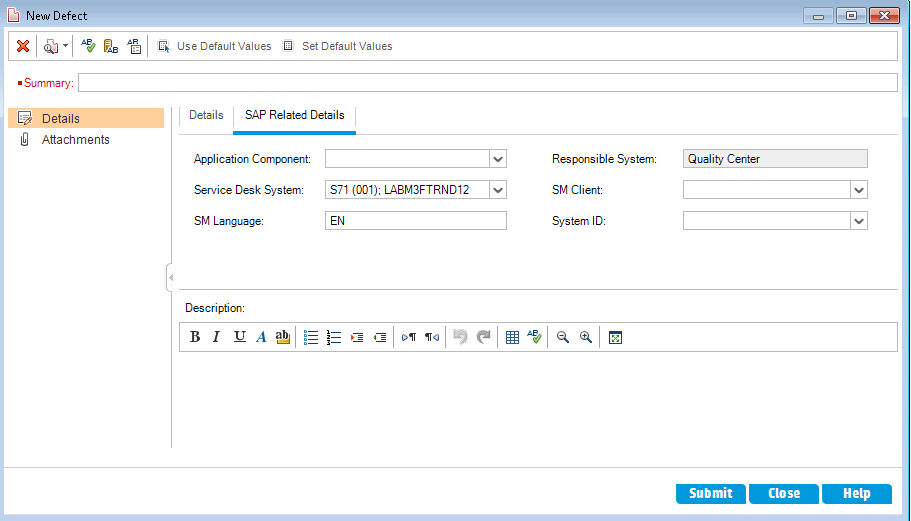 New Defect
Use Default Values Set Default Values
Summary:
Details
Attachments
Details SAP Related Details
Application Component: Responsible System: Quality Center
Service Desk System: S71 (001); LABM3FTRND12 SM Client:
SM Language: EN System ID:
Description:
B I U A ab
Submit Close Help